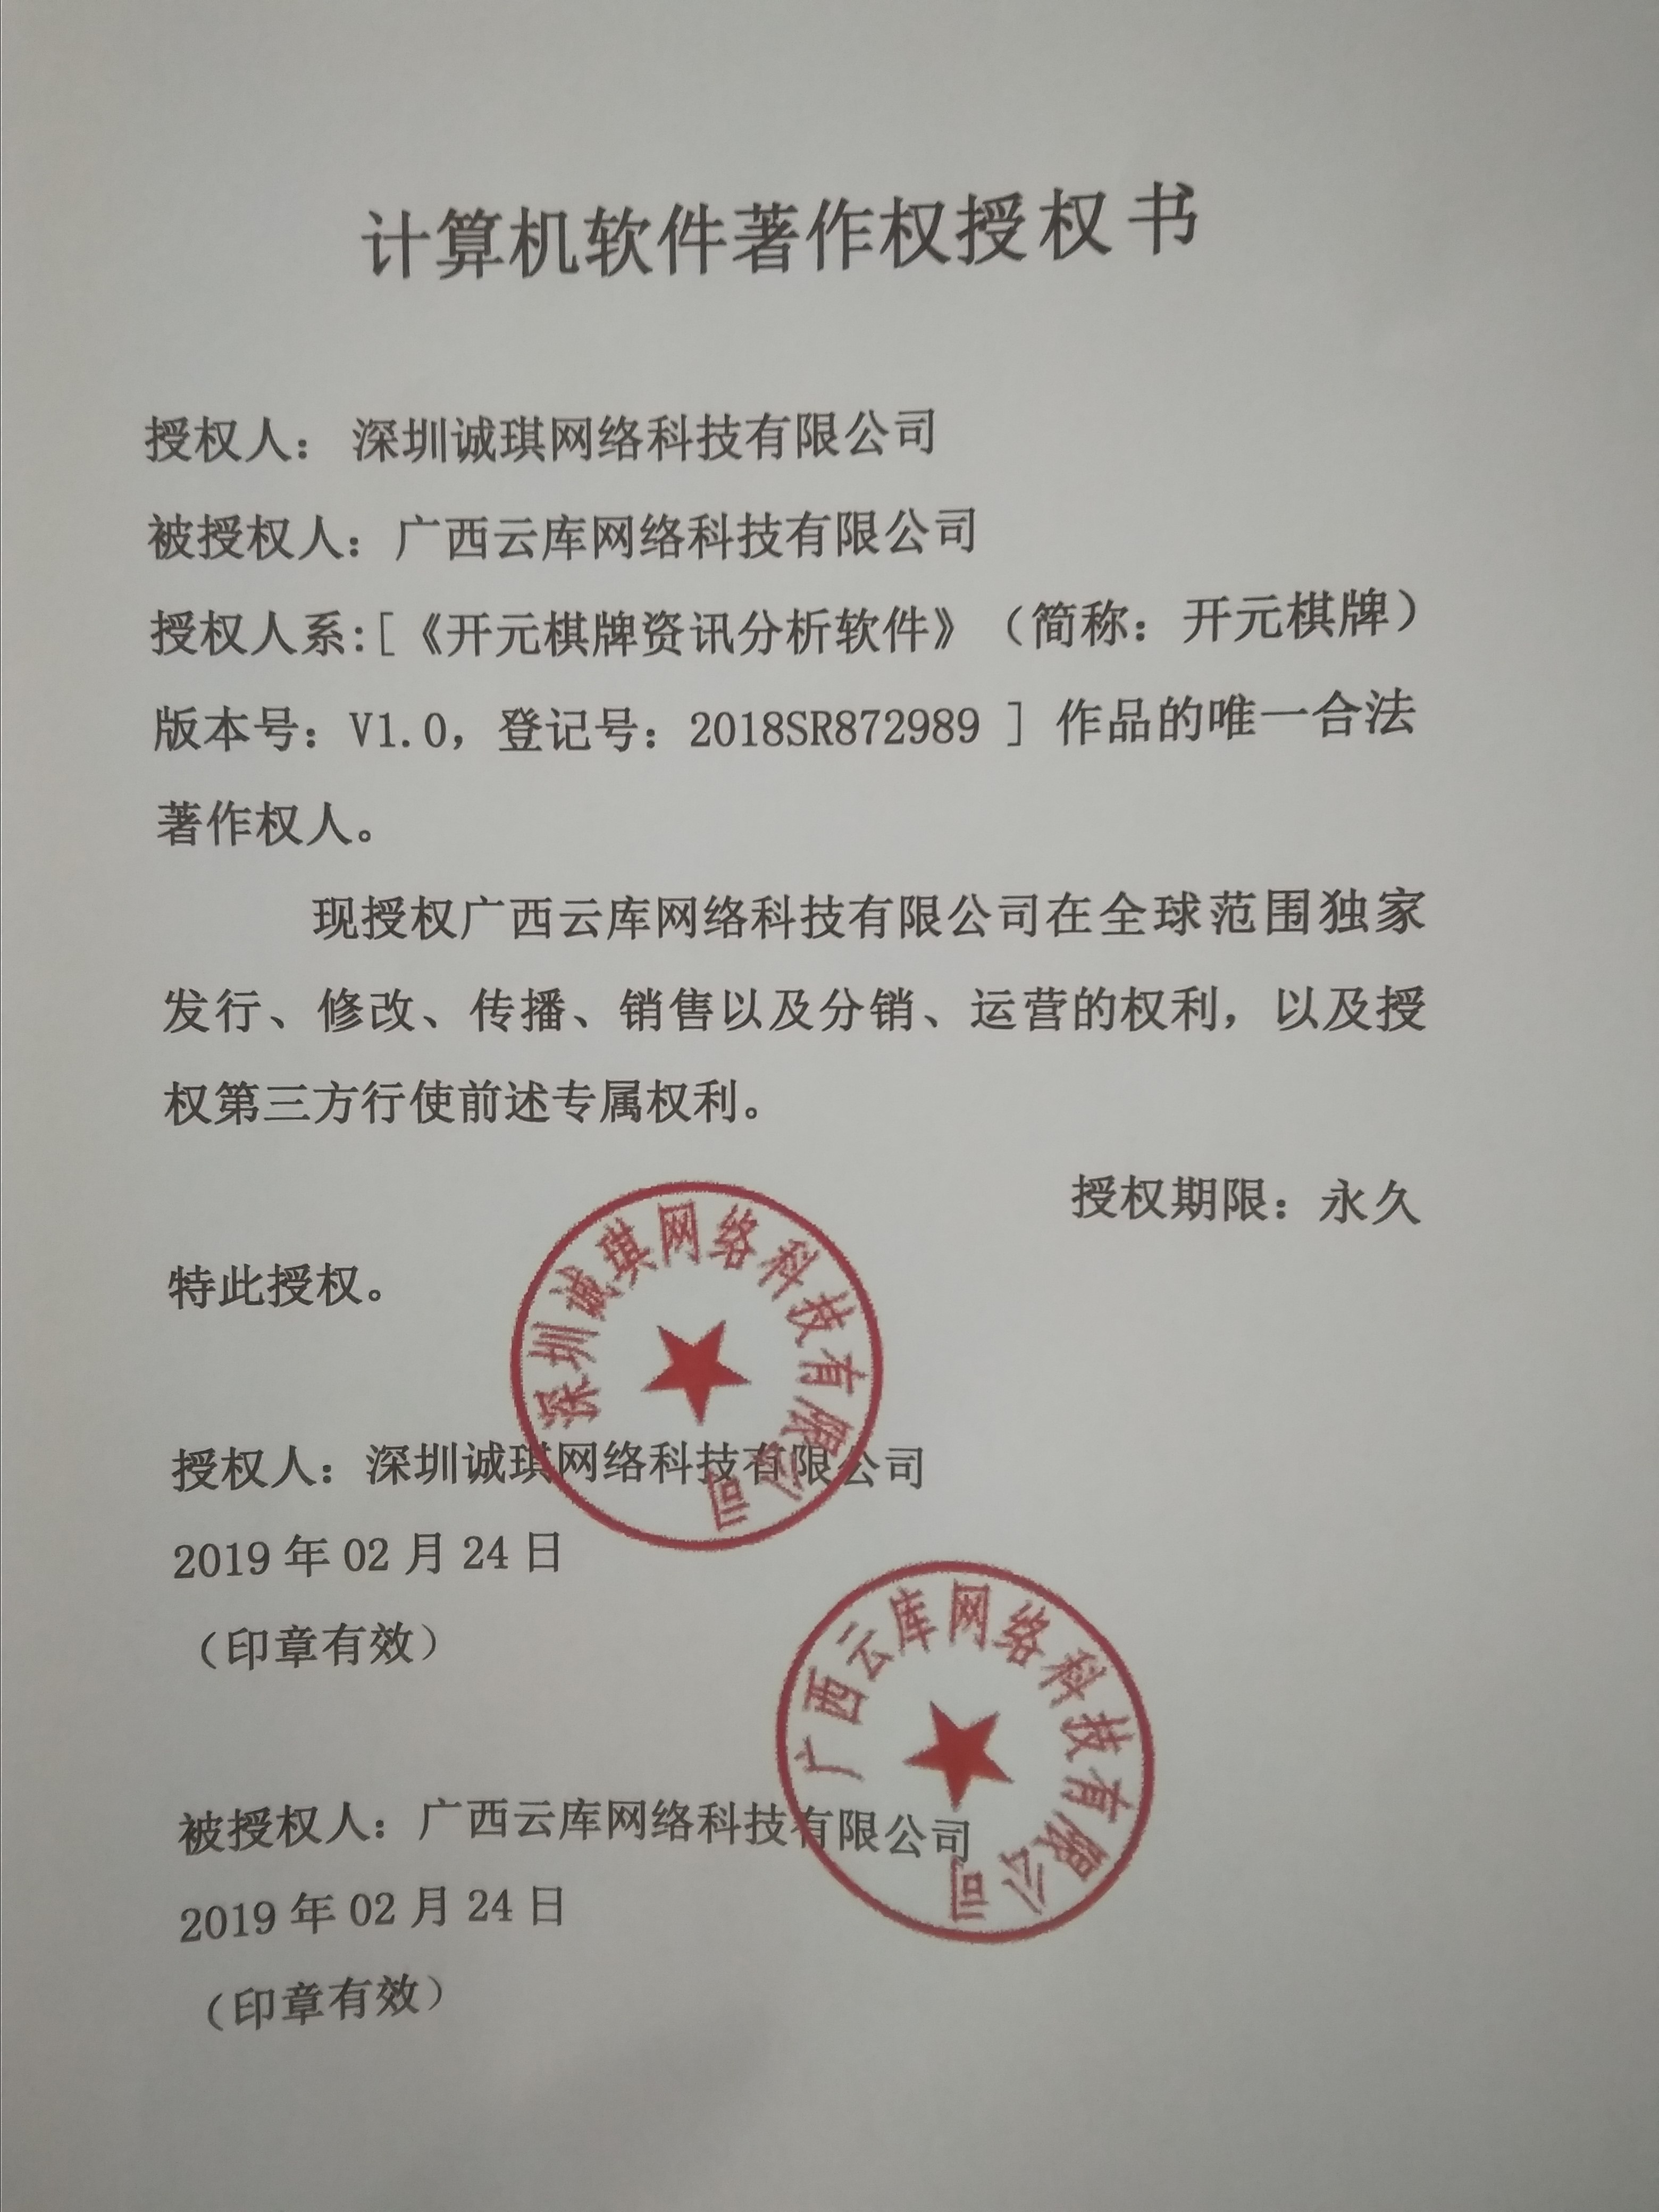 计算机软件著作权授权书
授权人： 深圳诚琪网络科技有限公司
被授权人：广西云库网络科技有限公司
授权人系:[《开元棋牌资讯分析软件》（简称：开元棋牌）
版本号：V1.0，登记号：2018SR872989 ] 作品的唯一合法
著作权人。
现授权广西云库网络科技有限公司在全球范围独家
发行、修改、传播、销售以及分销、运营的权利，以及授
权第三方行使前述专属权利。
授权期限：永久
特此授权。
深圳诚琪网络科技有限公司
授权人：深圳诚琪网络科技有限公司
2019 年 02 月 24 日
（印章有效）
广西云库网络科技有限公司
被授权人：广西云库网络科技有限公司
2019 年 02 月 24 日
（印章有效）